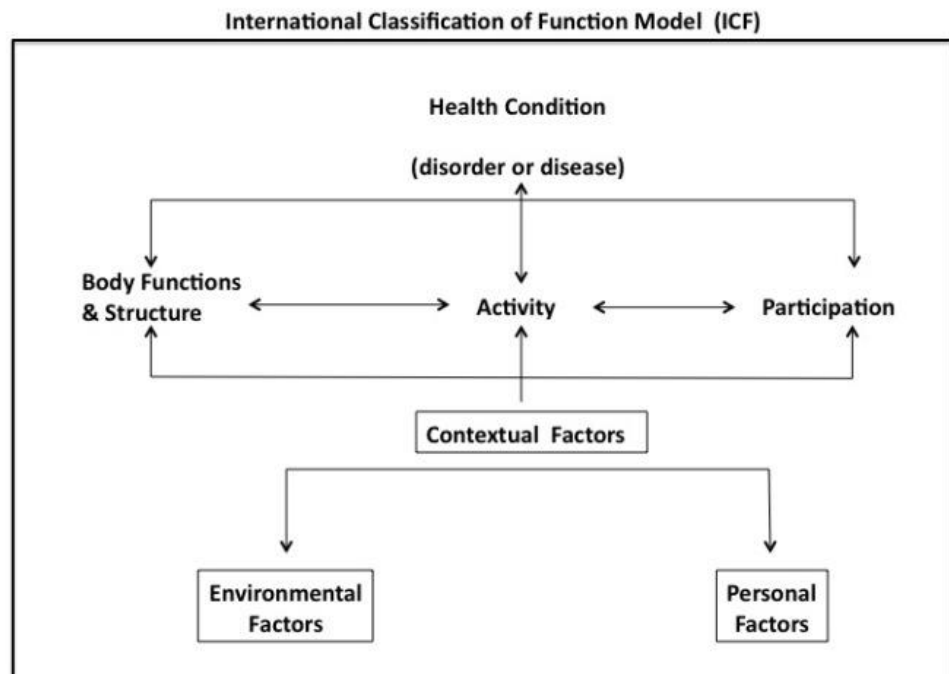 International Classification of Function Model (ICF)
Health Condition
(disorder or disease)
Body Functions
& Structure
Activity
Participation
Contextual Factors
Environmental
Factors
Personal
Factors